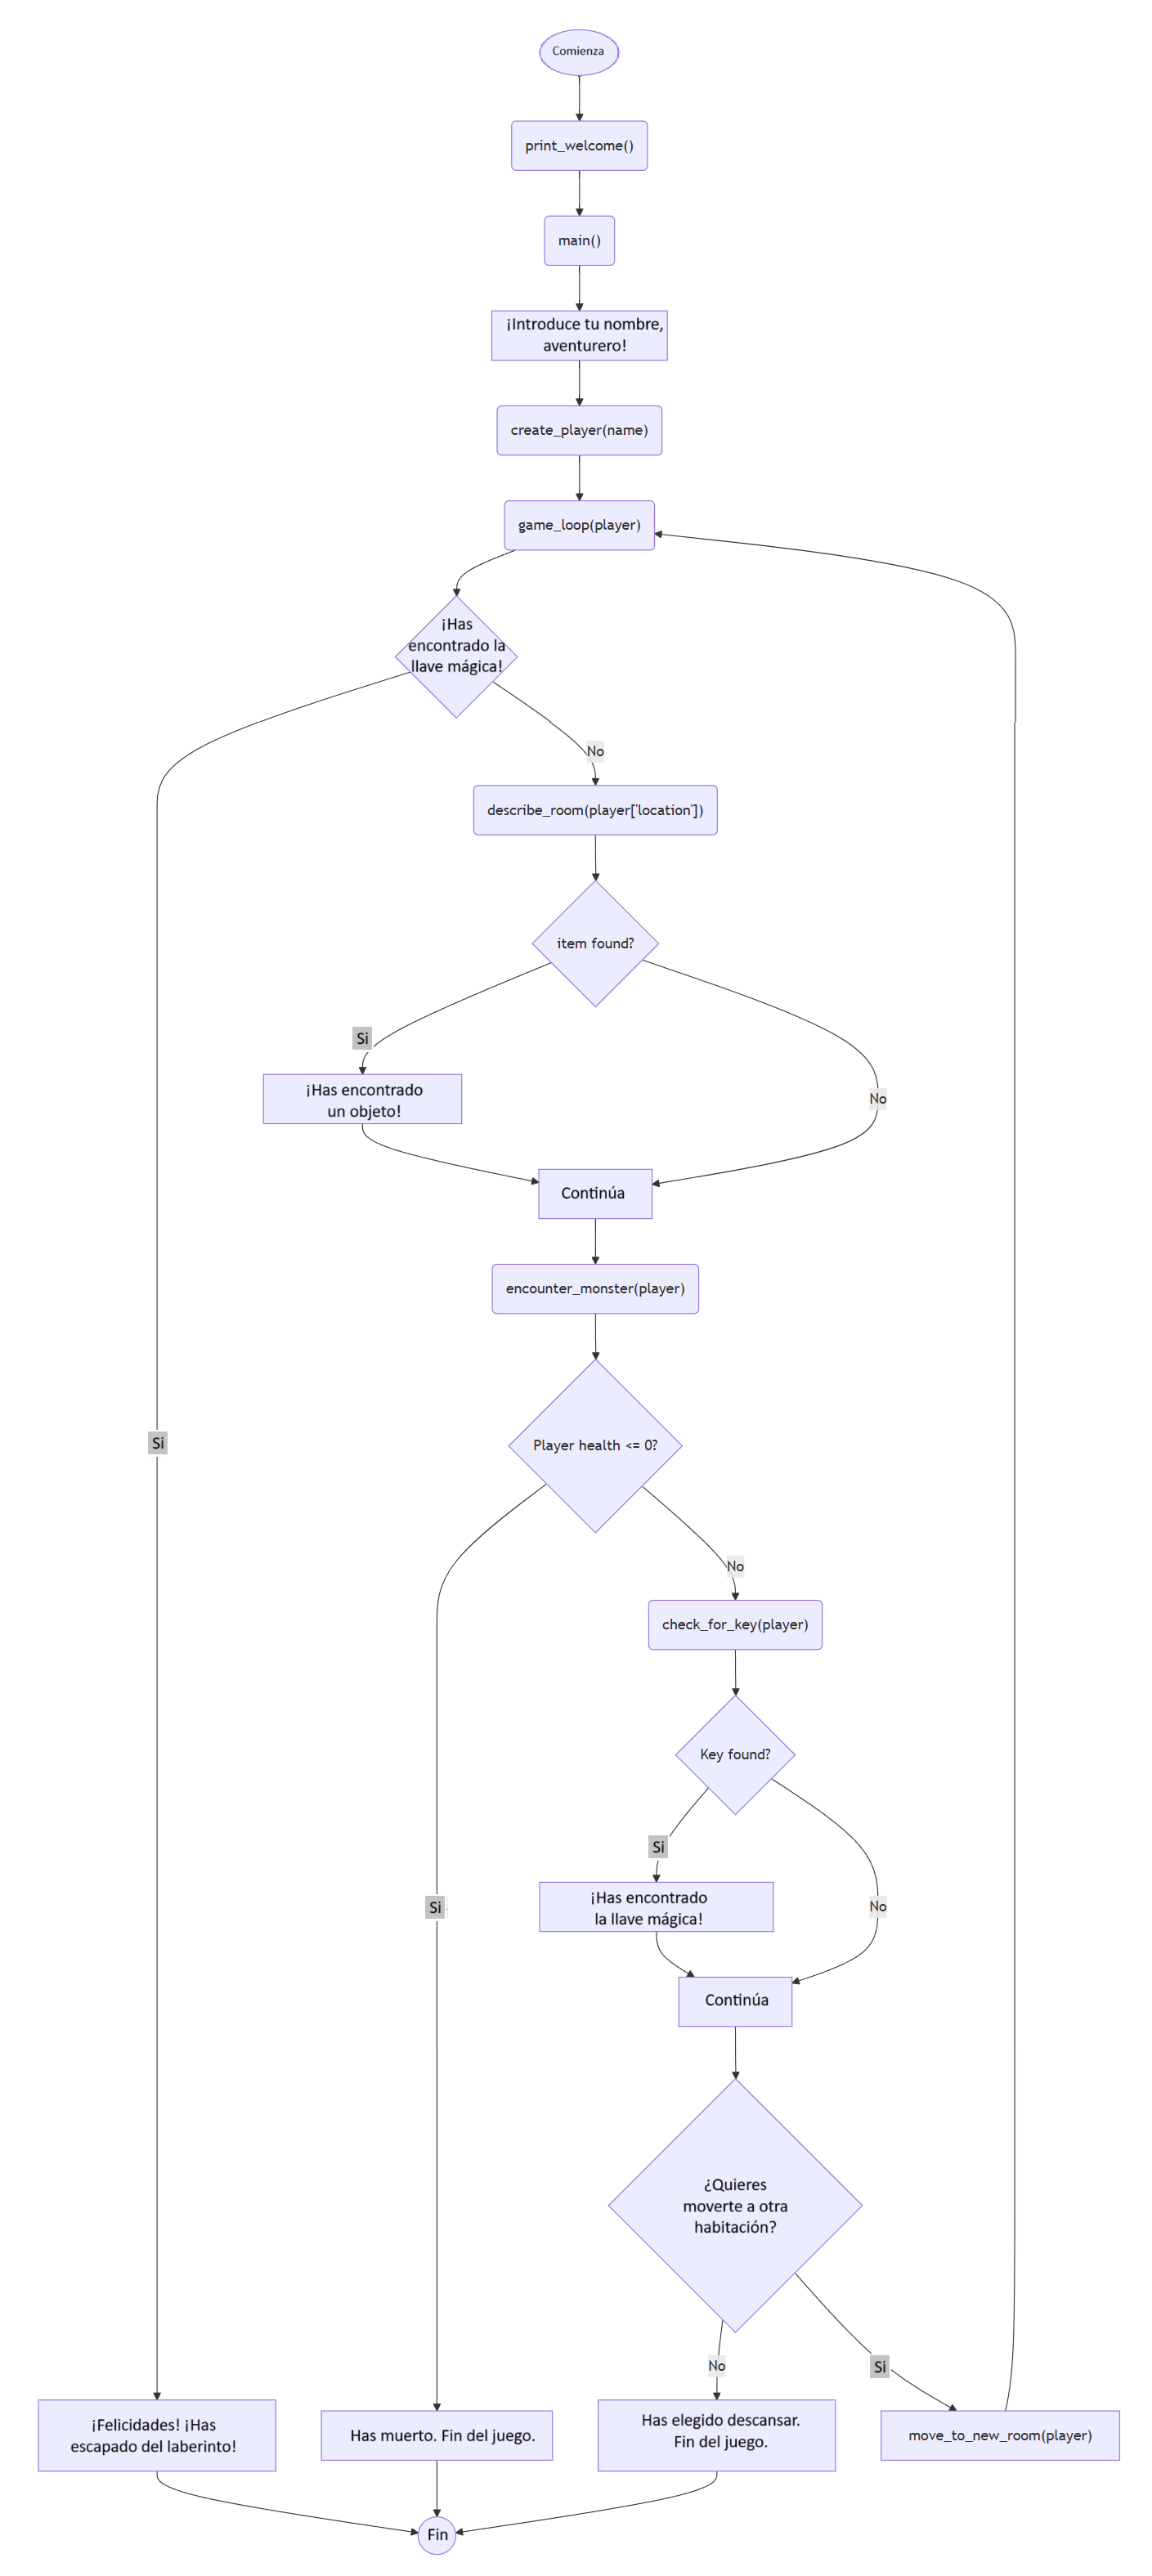 Comienza
print_welcome()
main()
¡Introduce tu nombre,
aventurero!
create_player(name)
game_loop(player)
¡Has
encontrado la
llave mágica!
No
describe_room(player['location'])
item found?
Si
¡Has encontrado
un objeto!
No
Continúa
encounter_monster(player)
Si
Player health <= 0?
No
check_for_key(player)
Key found?
Si
¡Has encontrado
la llave mágica!
Si
No
Continúa
¿Quieres
moverte a otra
habitación?
No
Si
¡Felicidades! ¡Has
escapado del laberinto!
Has muerto. Fin del juego.
Has elegido descansar.
Fin del juego.
move_to_new_room(player)
Fin